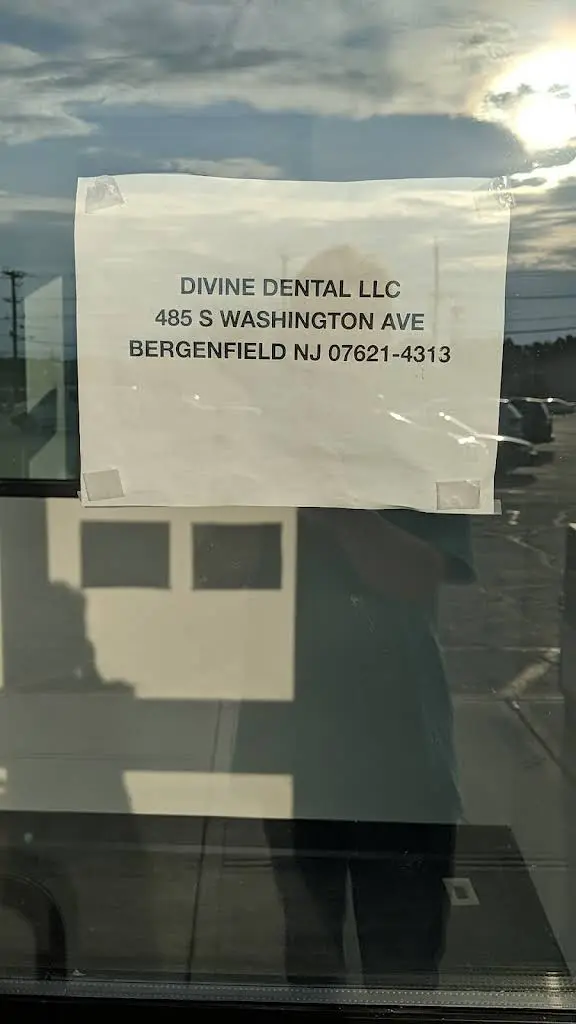 DIVINE DENTAL LLC
485 S WASHINGTON AVE
BERGENFIELD NJ 07621-4313